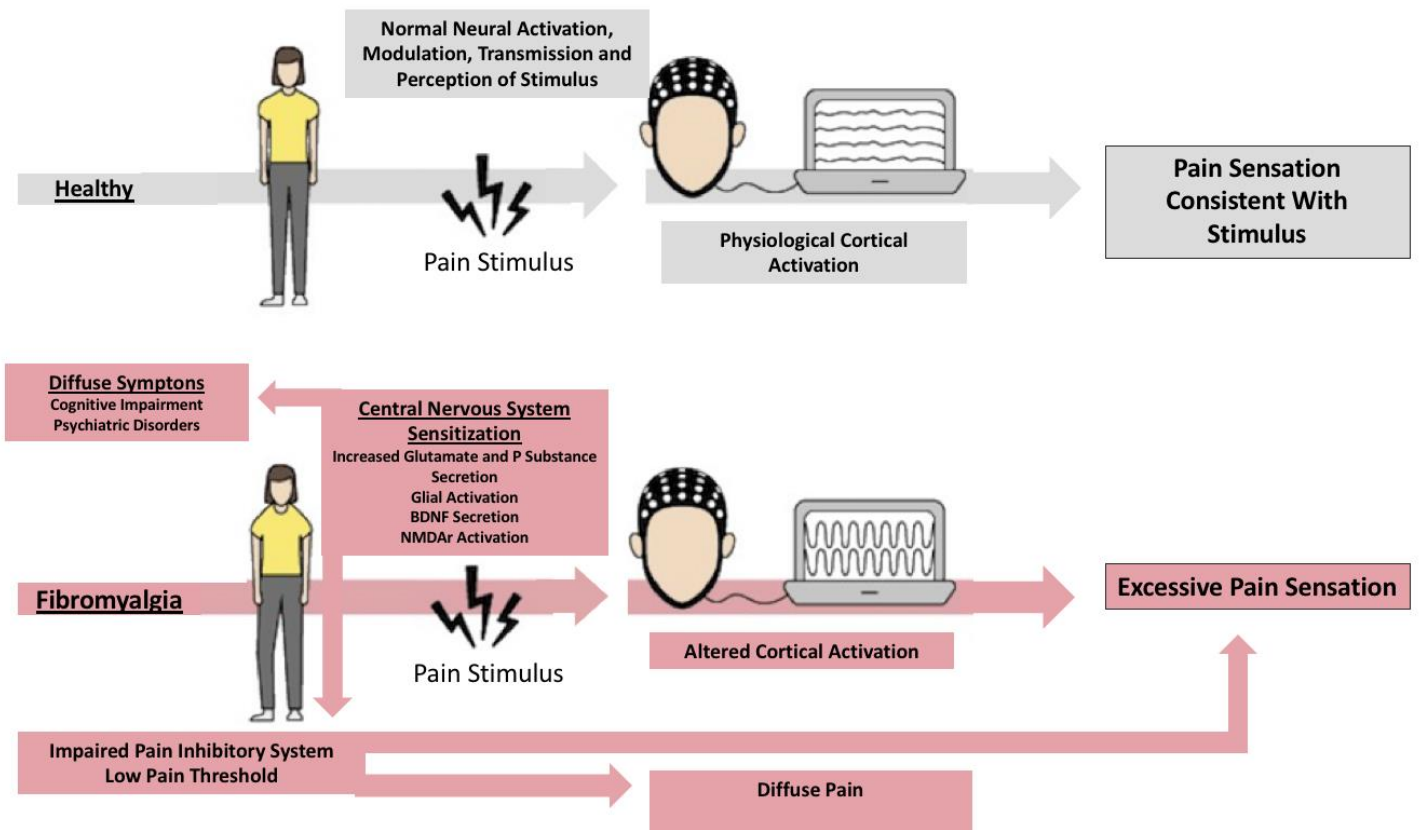 Normal Neural Activation,
Modulation, Transmission and
Perception of Stimulus
Healthy
Pain Stimulus
Physiological Cortical
Activation
Pain Sensation
Consistent With
Stimulus
Diffuse Symptons
Cognitive Impairment
Psychiatric Disorders
Central Nervous System
Sensitization
Increased Glutamate and P Substance
Secretion
Glial Activation
BDNF Secretion
NMDAr Activation
Fibromyalgia
Pain Stimulus
Altered Cortical Activation
Excessive Pain Sensation
Impaired Pain Inhibitory System
Low Pain Threshold
Diffuse Pain